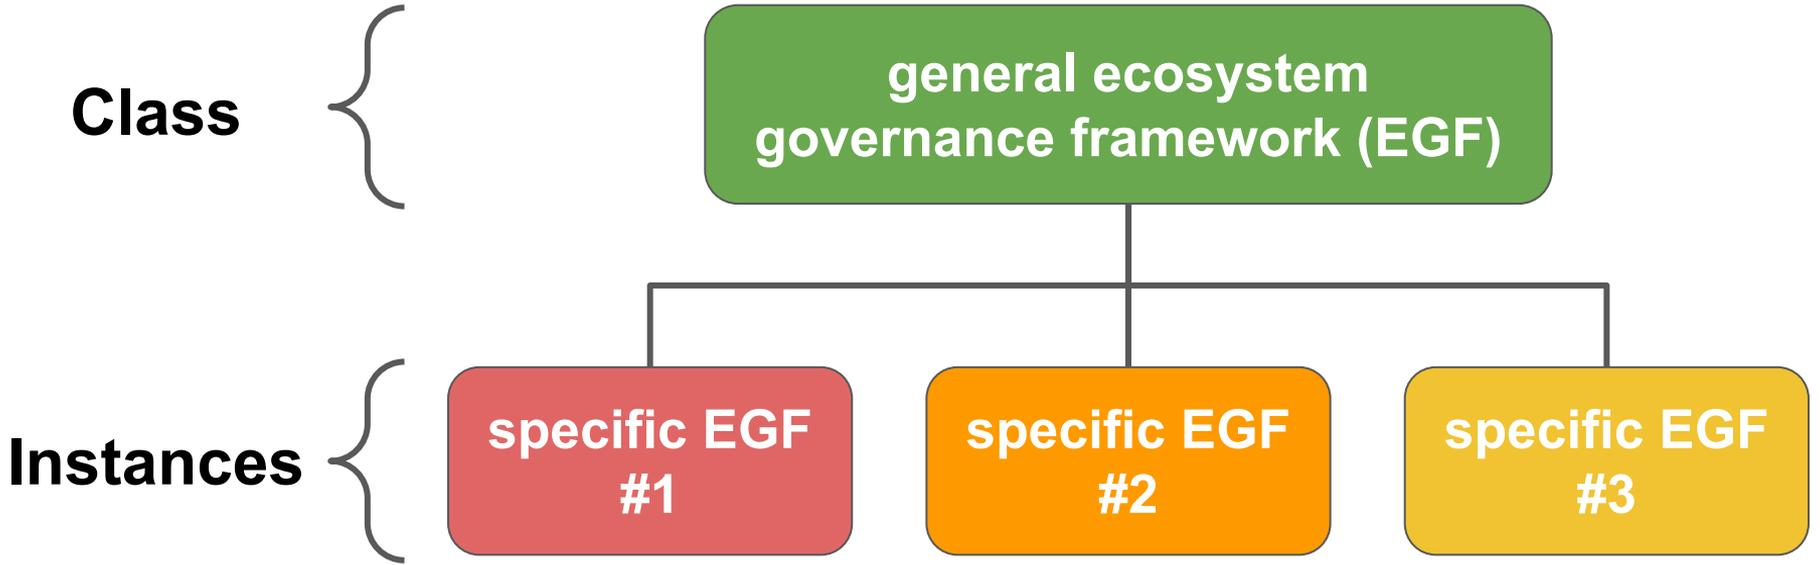 Class
general ecosystem
governance framework (EGF)
Instances
specific EGF
#1
specific EGF
#2
specific EGF
#3